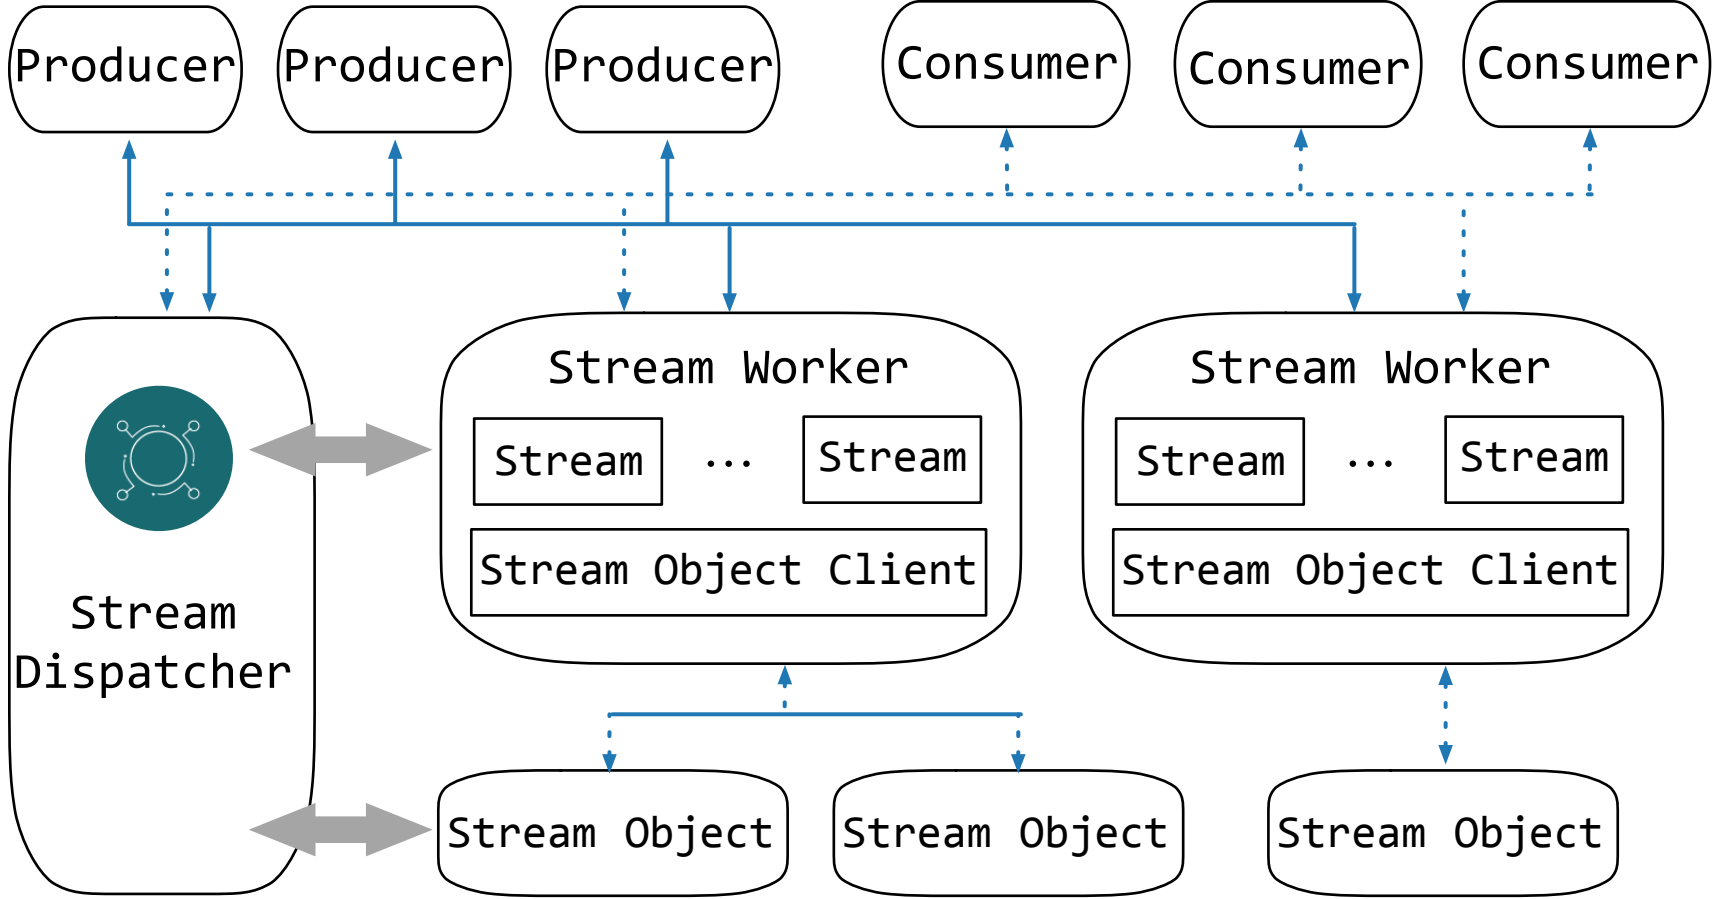 Producer Producer Producer Consumer Consumer Consumer
Stream Worker
Stream ... Stream
Stream Object Client
Stream Worker
Stream ... Stream
Stream Object Client
Stream
Dispatcher
Stream Object Stream Object Stream Object